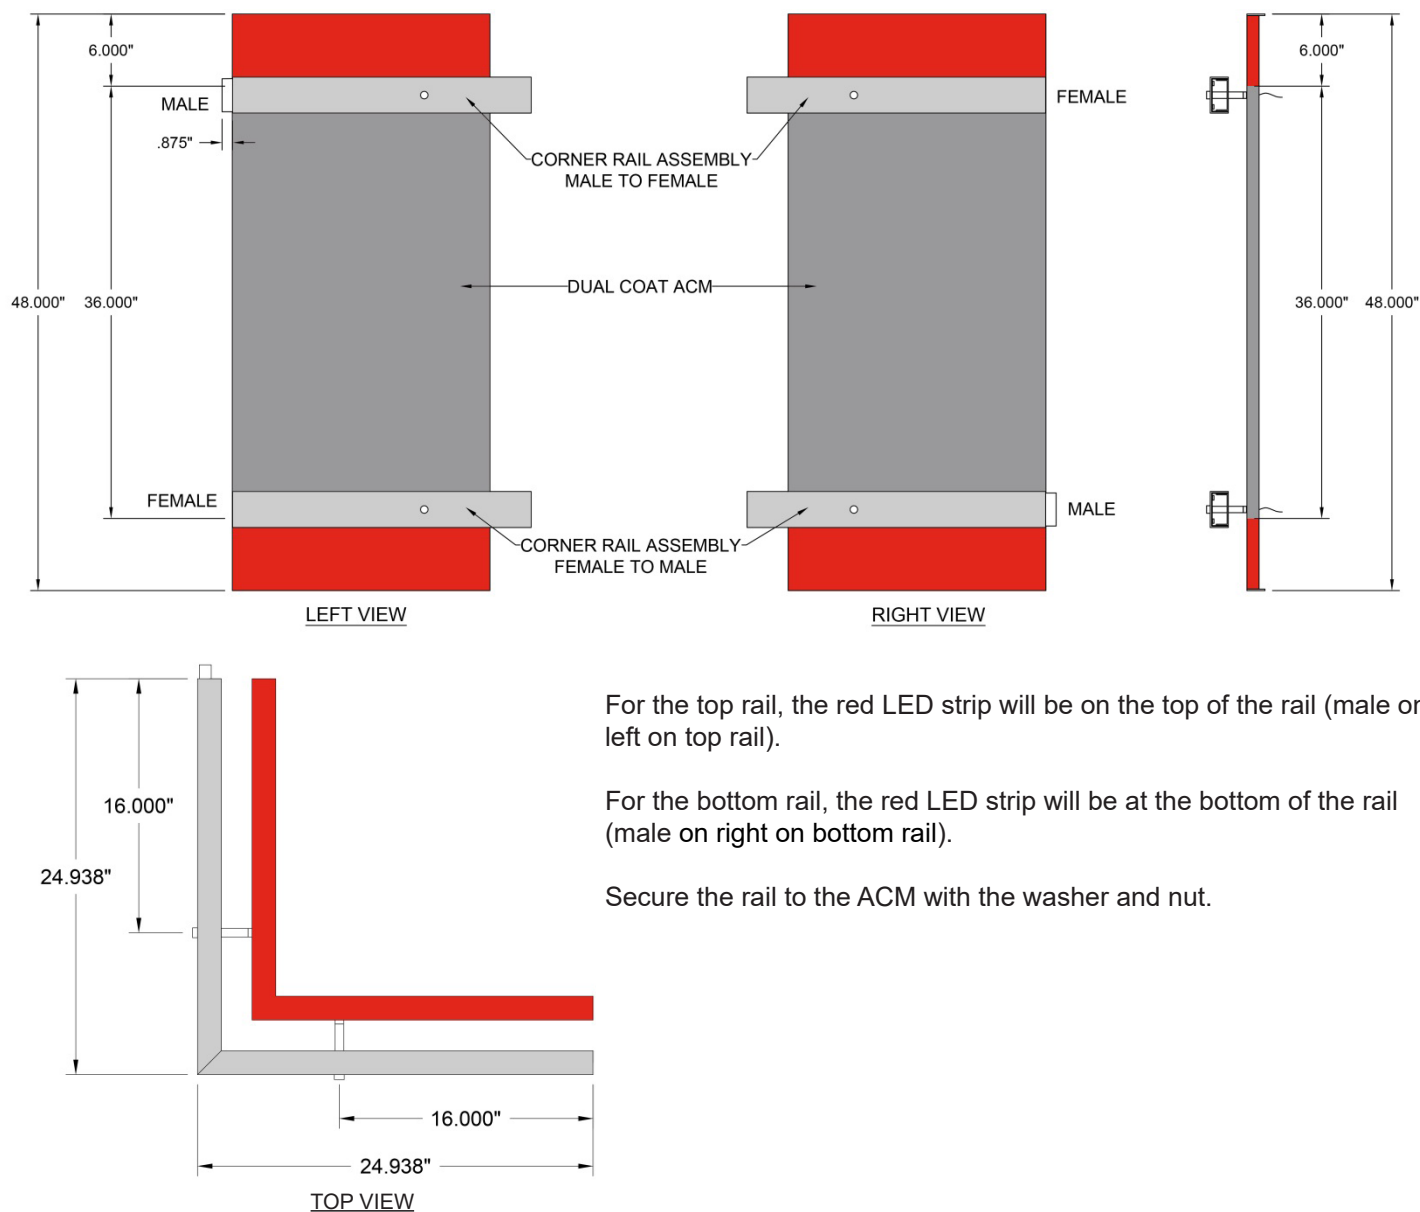 6.000"
MALE
.875"
48.000"
36.000"
FEMALE
LEFT VIEW
CORNER RAIL ASSEMBLY
MALE TO FEMALE
DUAL COAT ACM
CORNER RAIL ASSEMBLY
FEMALE TO MALE
FEMALE
MALE
RIGHT VIEW
6.000"
36.000"
48.000"
16.000"
24.938"
16.000"
24.938"
TOP VIEW
For the top rail, the red LED strip will be on the top of the rail (male
left on top rail).
For the bottom rail, the red LED strip will be at the bottom of the rail
(male on right on bottom rail).
Secure the rail to the ACM with the washer and nut.